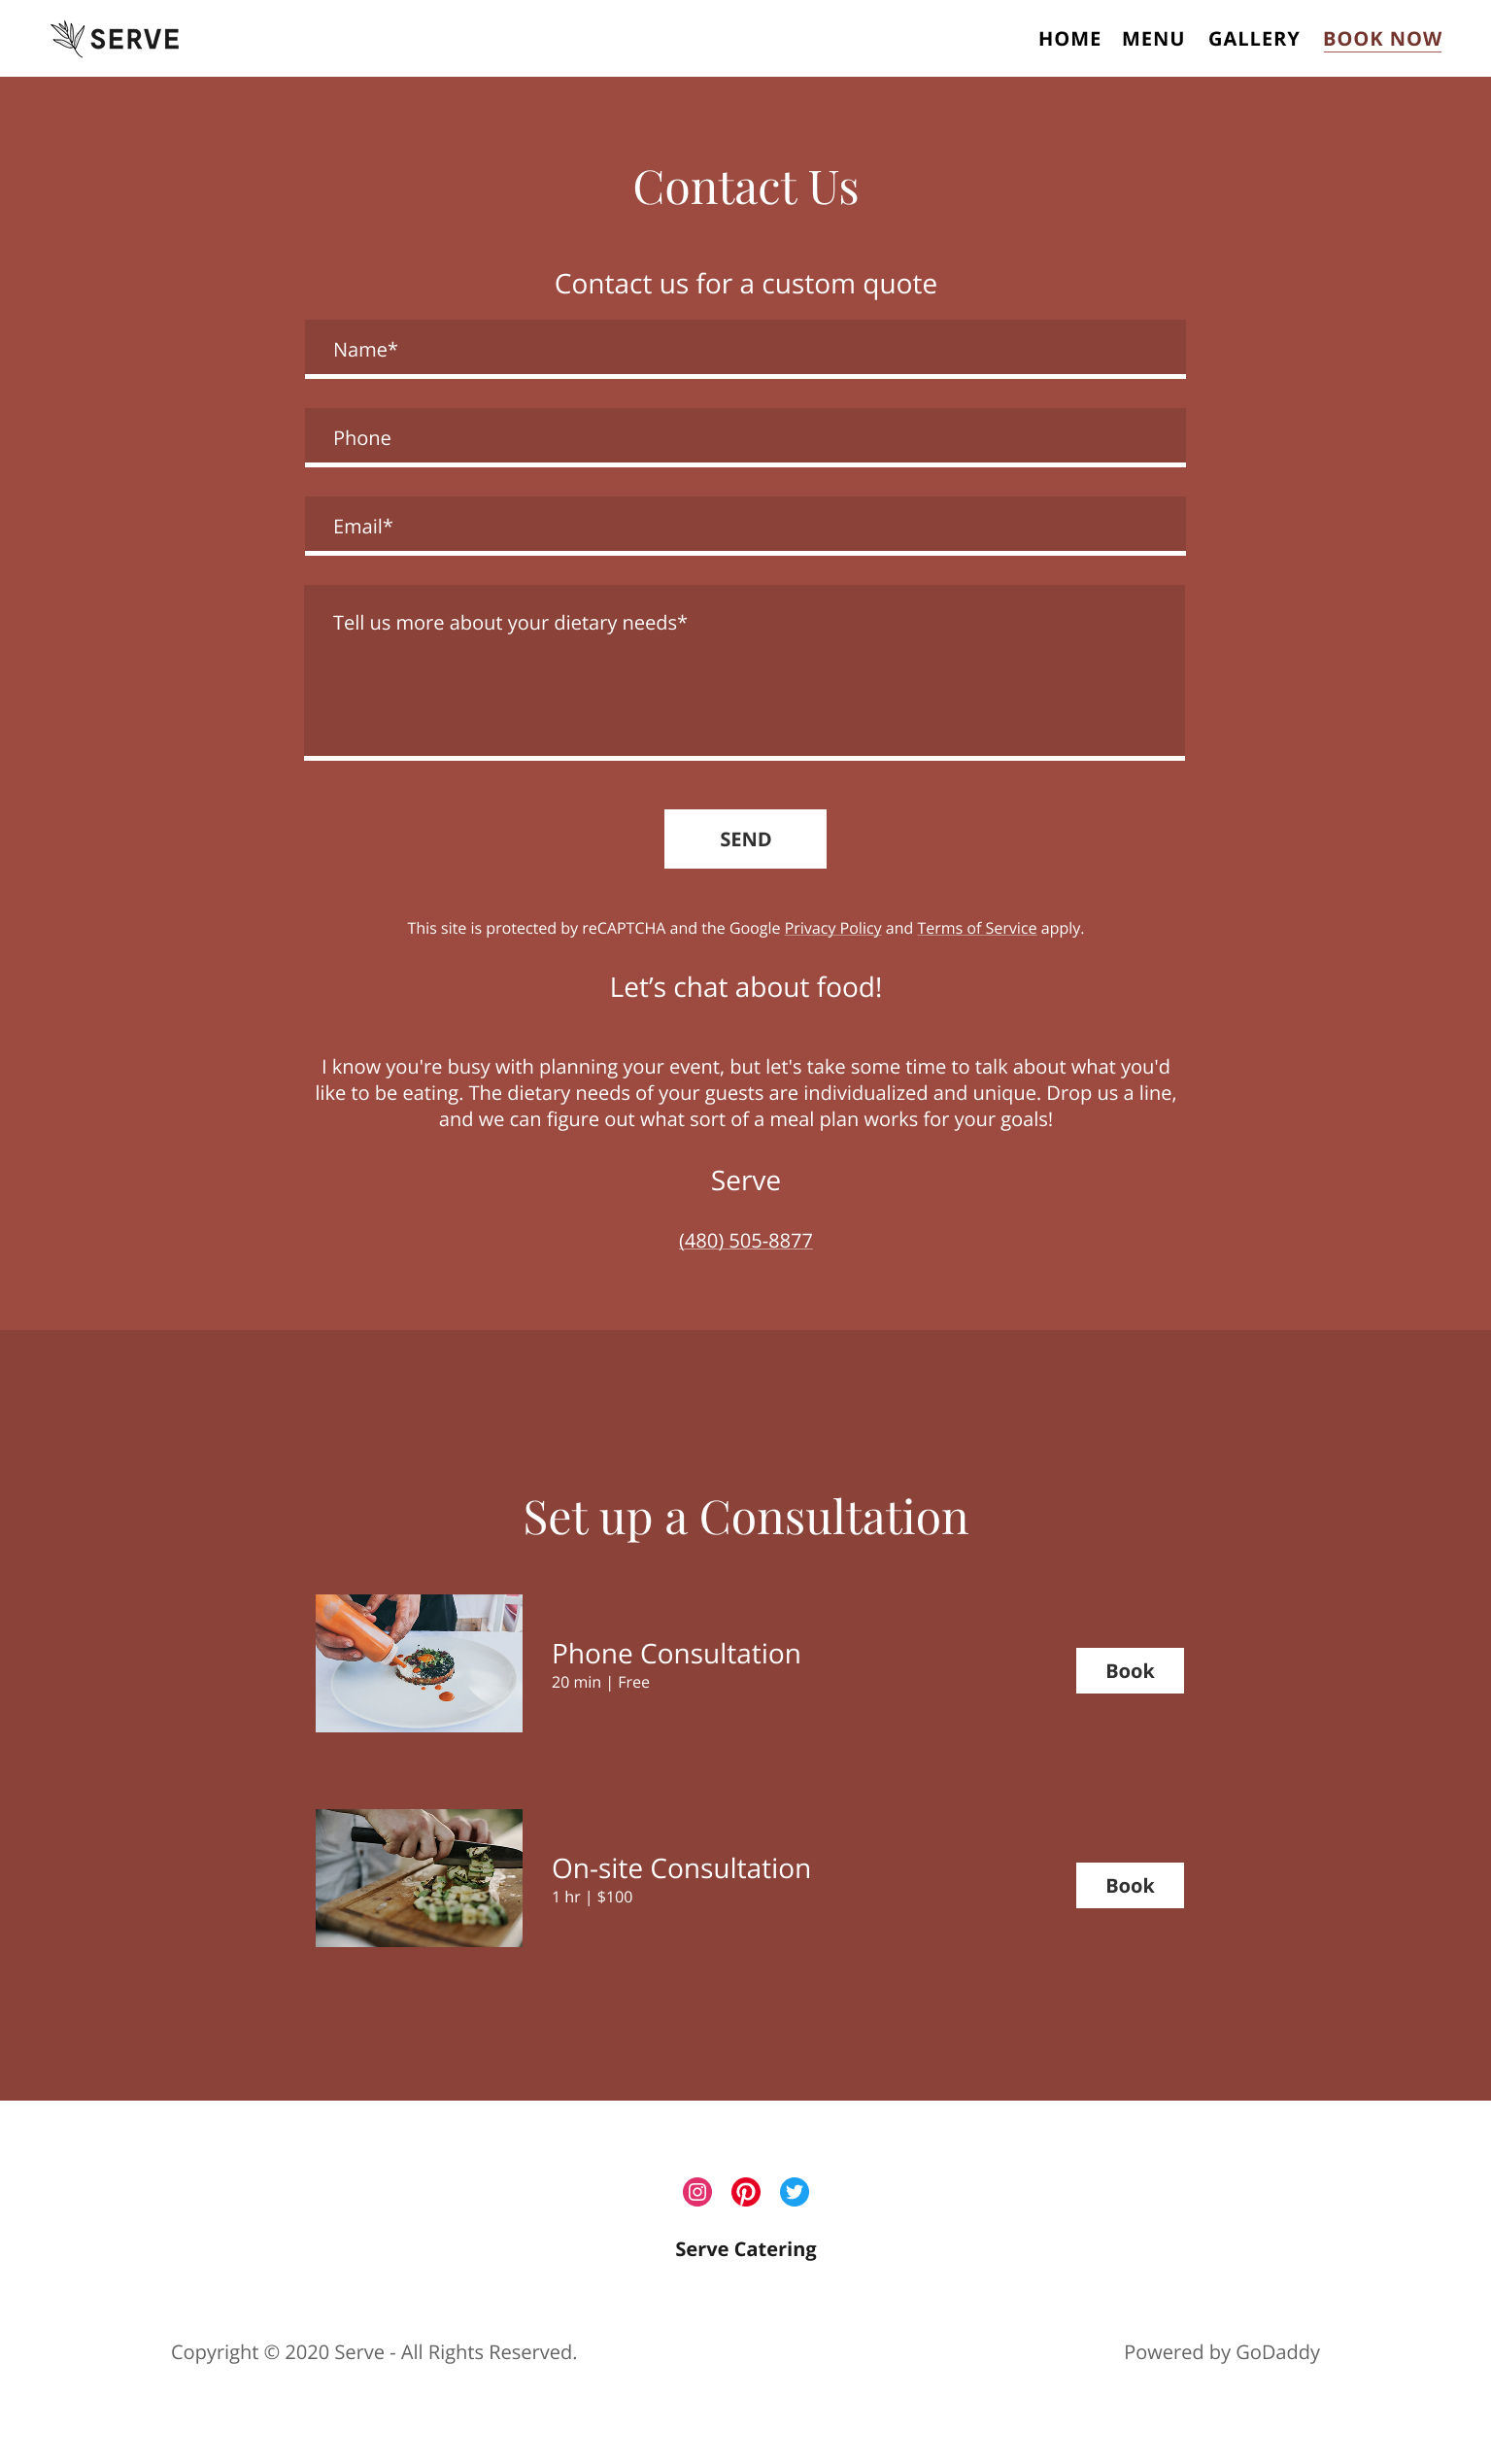 SERVE
HOME MENU GALLERY BOOK NOW
Contact Us
Contact us for a custom quote
Name*
Phone
Email*
Tell us more about your dietary needs*
SEND
This site is protected by reCAPTCHA and the Google Privacy Policy and Terms of Service apply.
Let’s chat about food!
I know you're busy with planning your event, but let's take some time to talk about what you'd
like to be eating. The dietary needs of your guests are individualized and unique. Drop us a line,
and we can figure out what sort of a meal plan works for your goals!
Serve
(480) 505-8877
Set up a Consultation
Phone Consultation
20 min | Free
Book
On-site Consultation
1 hr | $100
Book
Serve Catering
Copyright © 2020 Serve - All Rights Reserved.
Powered by GoDaddy